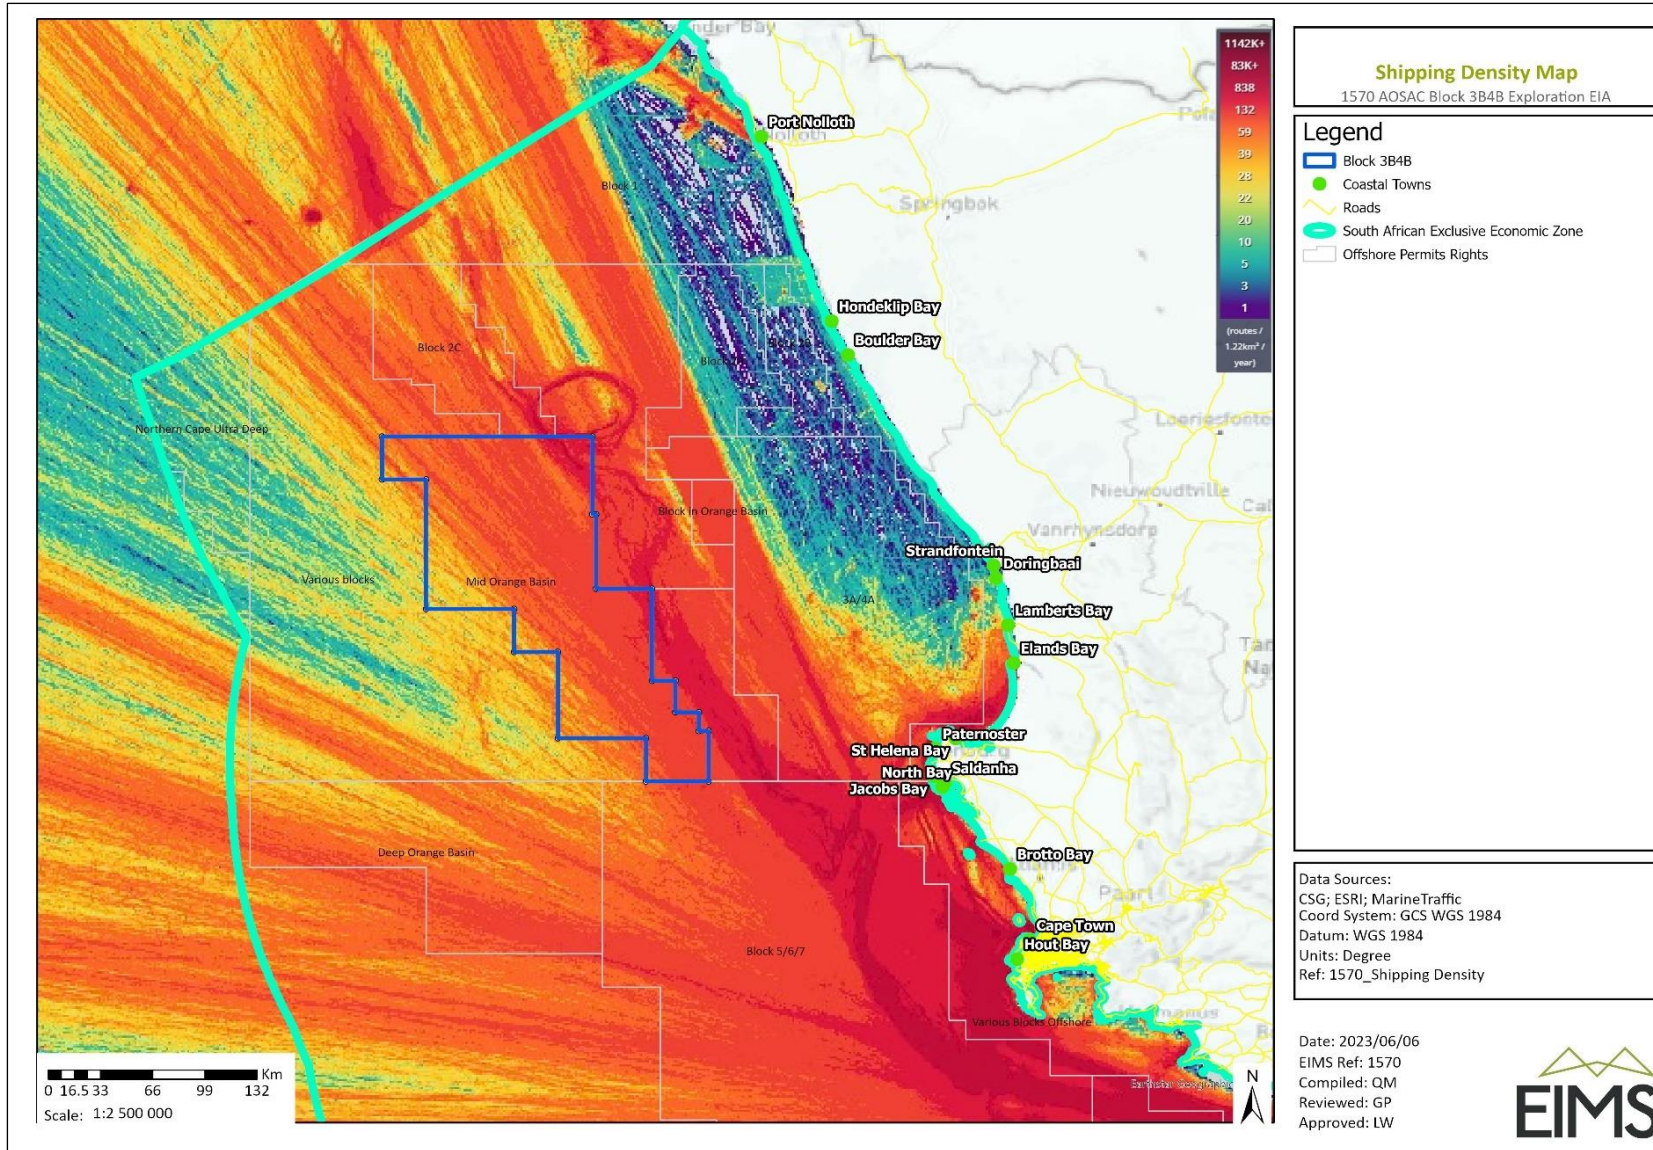 Shipping Density Map
1570 AOSAC Block 3B4B Exploration EIA
Legend
Block 3B4B
Coastal Towns
Roads
South African Exclusive Economic Zone
Offshore Permits Rights
1142K+
83K+
838
132
59
39
28
22
20
10
5
3
1
(routes /
1.22km² /
year)
Port Nolloth
Block 1
Springbok
Hondeklip Bay
Block 2C
Boulder Bay
Northern Cape Ultra Deep
Nieuwoudtville
Block in Orange Basin
Vanrhynsdorp
Strandfontein
Doringbaai
Various blocks
Mid Orange Basin
3A/4A
Lamberts Bay
Elands Bay
Paternoster
St Helena Bay
North Bay
Saldanha
Jacobs Bay
Deep Orange Basin
Brotto Bay
Paarl
Cape Town
Block 5/6/7
Hout Bay
Various Blocks Offshore
Km
0 16.5 33 66 99 132
Scale: 1:2 500 000
N
Data Sources:
CSG; ESRI; MarineTraffic
Coord System: GCS WGS 1984
Datum: WGS 1984
Units: Degree
Ref: 1570_Shipping Density
Date: 2023/06/06
EIMS Ref: 1570
Compiled: QM
Reviewed: GP
Approved: LW
EIMS